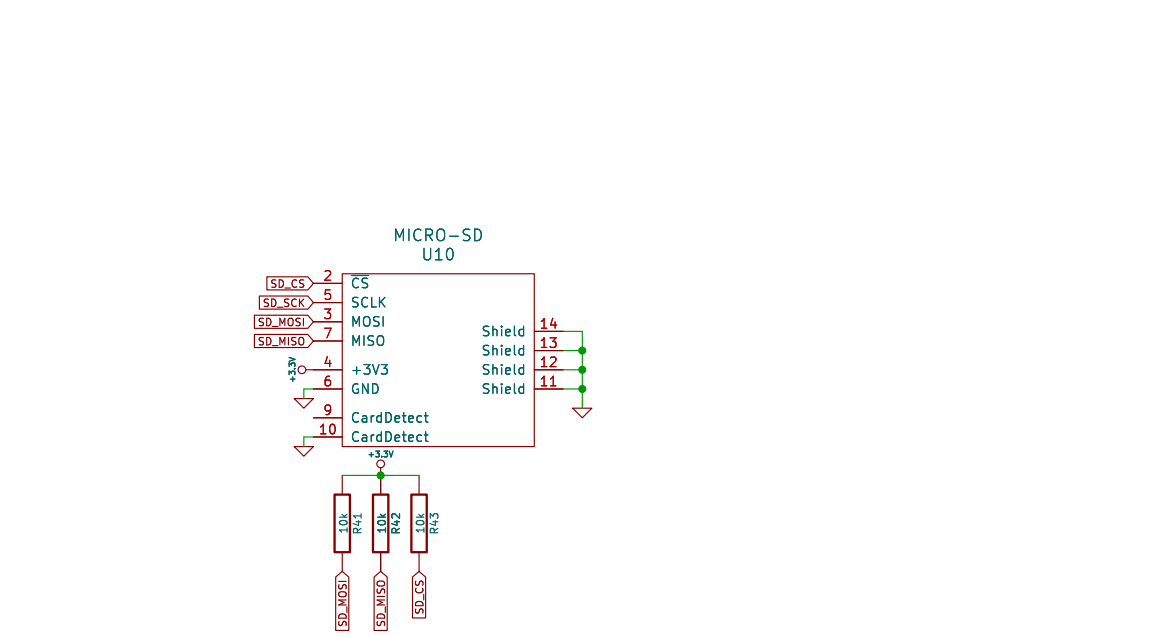 MICRO-SD
U10
SD_CS 2 CS
SD_SCK 5 SCLK
SD_MOSI 3 MOSI
SD_MISO 7 MISO
+3.3V 4 +3V3
6 GND
9 CardDetect
10 CardDetect
Shield 14
Shield 13
Shield 12
Shield 11
+3.3V
10k R41
10k R42
10k R43
SD_MOSI
SD_MISO
SD_CS